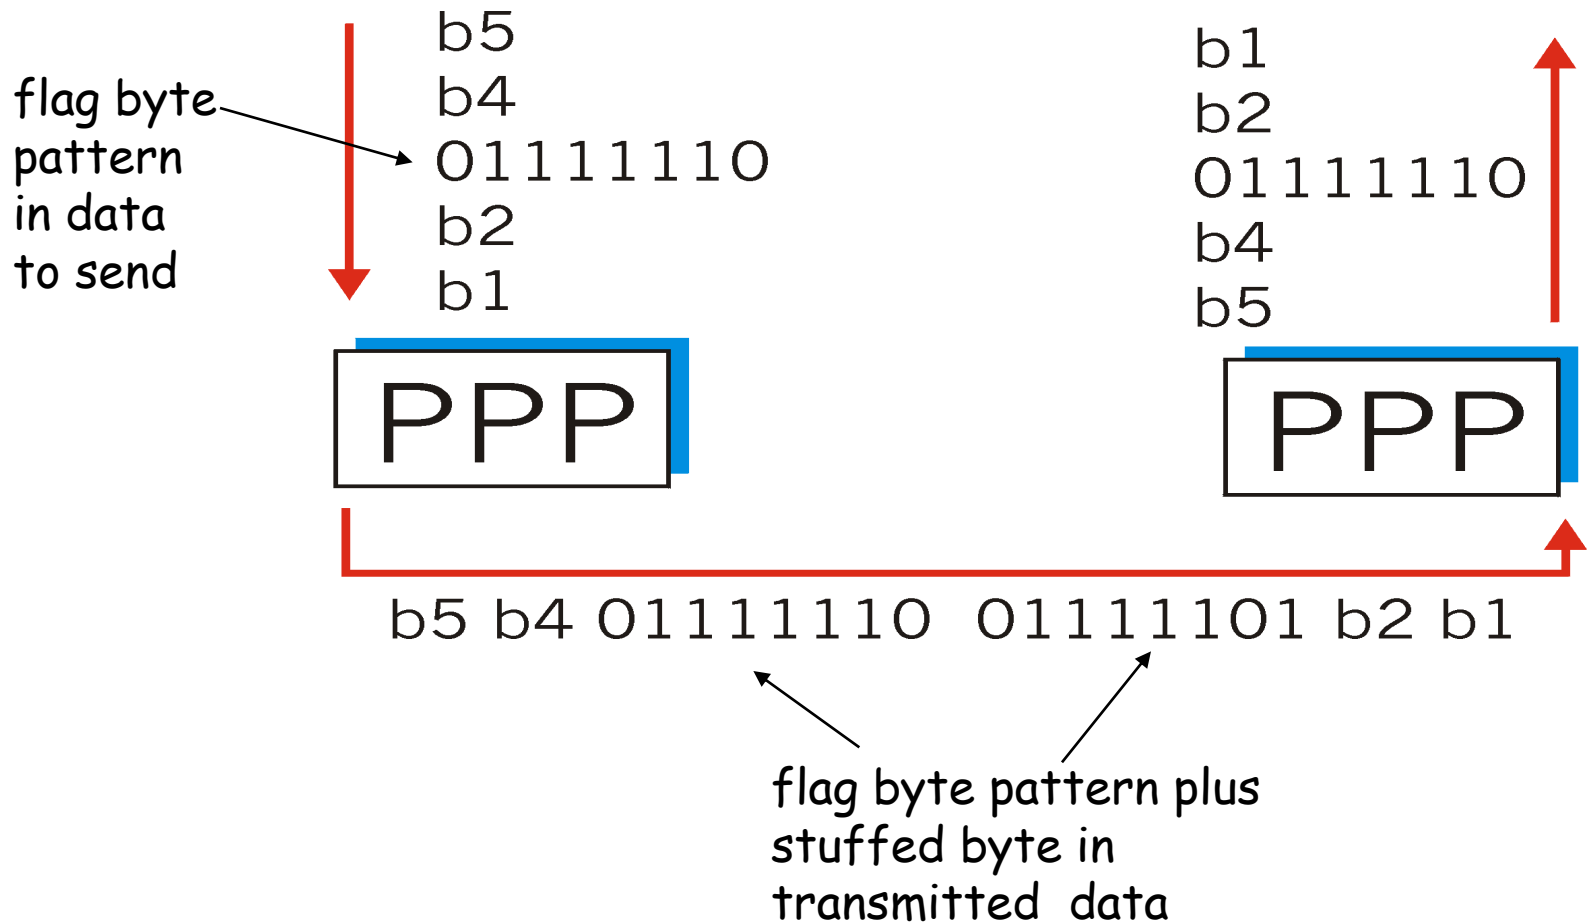 flag byte
pattern
in data
to send
b5
b4
01111110
b2
b1
b1
b2
01111110
b4
b5
PPP
PPP
b5 b4 01111110 01111101 b2 b1
flag byte pattern plus
stuffed byte in
transmitted data